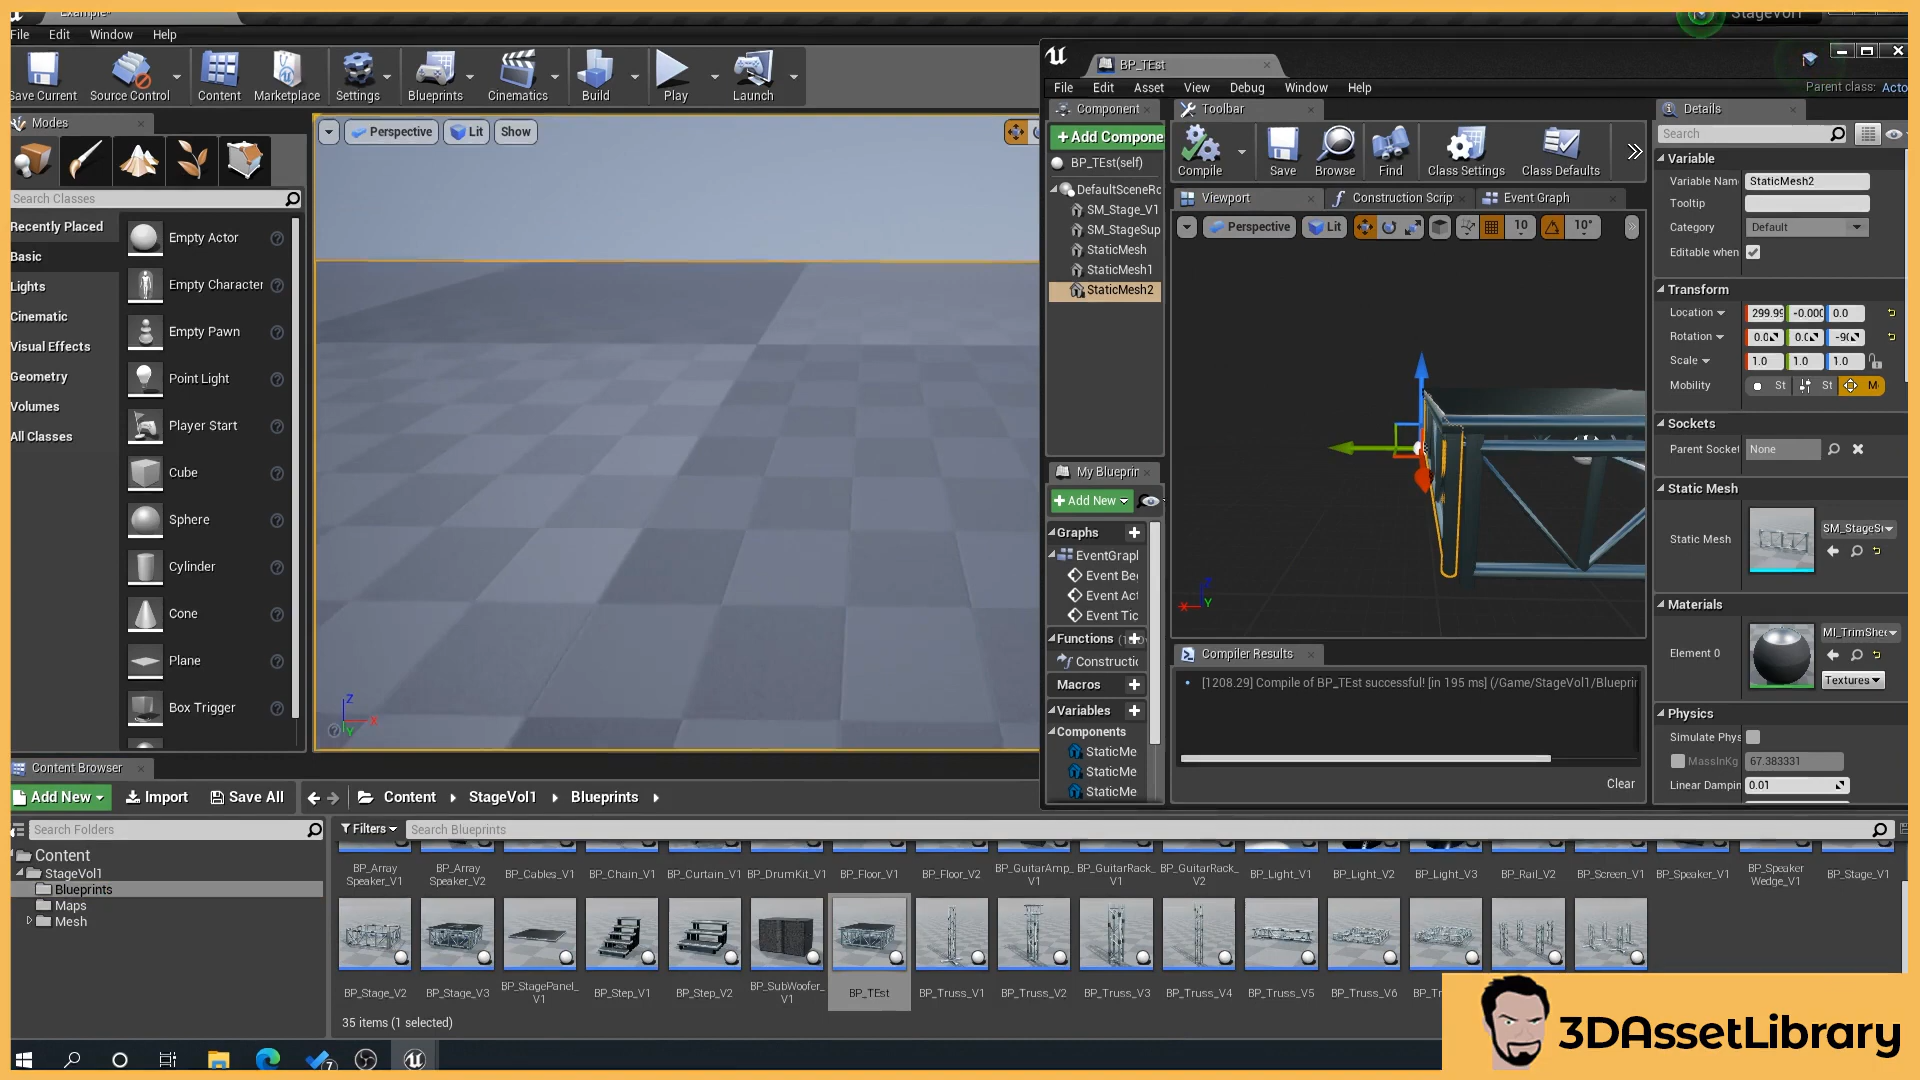 Example*
StageVol1
File Edit Window Help
Save Current Source Control Content Marketplace Settings Blueprints Cinematics Build Play Launch
Modes
Search Classes
Recently Placed
Basic
Lights
Cinematic
Visual Effects
Geometry
Volumes
All Classes
Empty Actor
Empty Character
Empty Pawn
Point Light
Player Start
Cube
Sphere
Cylinder
Cone
Plane
Box Trigger
Perspective Lit Show
Z
X
Y
BP_TEst
File Edit Asset View Window Debug Help
Parent class: Acto
Component
+ Add Compone
BP_TEst(self)
DefaultSceneRo
SM_Stage_V1
SM_StageSup
StaticMesh
StaticMesh1
StaticMesh2
My Blueprin
+ Add New
Graphs
EventGraph
Event Beg
Event Act
Event Tic
Functions
Constructic
Macros
Variables
Components
StaticMe
StaticMe
StaticMe
Toolbar
Compile Save Browse Find Class Settings Class Defaults
Viewport Construction Scrip Event Graph
Perspective Lit 10 10°
Z
X Y
Compiler Results
[1208.29] Compile of BP_TEst successful! [in 195 ms] (/Game/StageVol1/Blueprin
Clear
Details
Search
Variable
Variable Nam StaticMesh2
Tooltip
Category Default
Editable when
Transform
Location 299.99 -0.000 0.0
Rotation 0.0 0.0 -90
Scale 1.0 1.0 1.0
Mobility St St M
Sockets
Parent Socket None
Static Mesh
Static Mesh SM_StageSu
Materials
Element 0 MI_TrimShee
Textures
Physics
Simulate Phys
MassInKg 67.383331
Linear Dampin 0.01
Content Browser
Add New Import Save All Content StageVol1 Blueprints
Search Folders
Content
StageVol1
Blueprints
Maps
Mesh
Filters Search Blueprints
BP_Array Speaker_V1 BP_Array Speaker_V2 BP_Cables_V1 BP_Chain_V1 BP_Curtain_V1 BP_DrumKit_V1 BP_Floor_V1 BP_Floor_V2 BP_GuitarAmp_V1 BP_GuitarRack_V1 BP_GuitarRack_V2 BP_Light_V1 BP_Light_V2 BP_Light_V3 BP_Rail_V2 BP_Screen_V1 BP_Speaker_V1 BP_Speaker Wedge_V1 BP_Stage_V1
BP_Stage_V2 BP_Stage_V3 BP_StagePanel_V1 BP_Step_V1 BP_Step_V2 BP_SubWoofer_V1 BP_TEst BP_Truss_V1 BP_Truss_V2 BP_Truss_V3 BP_Truss_V4 BP_Truss_V5 BP_Truss_V6 BP_Tr
35 items (1 selected)
7
3DAssetLibrary